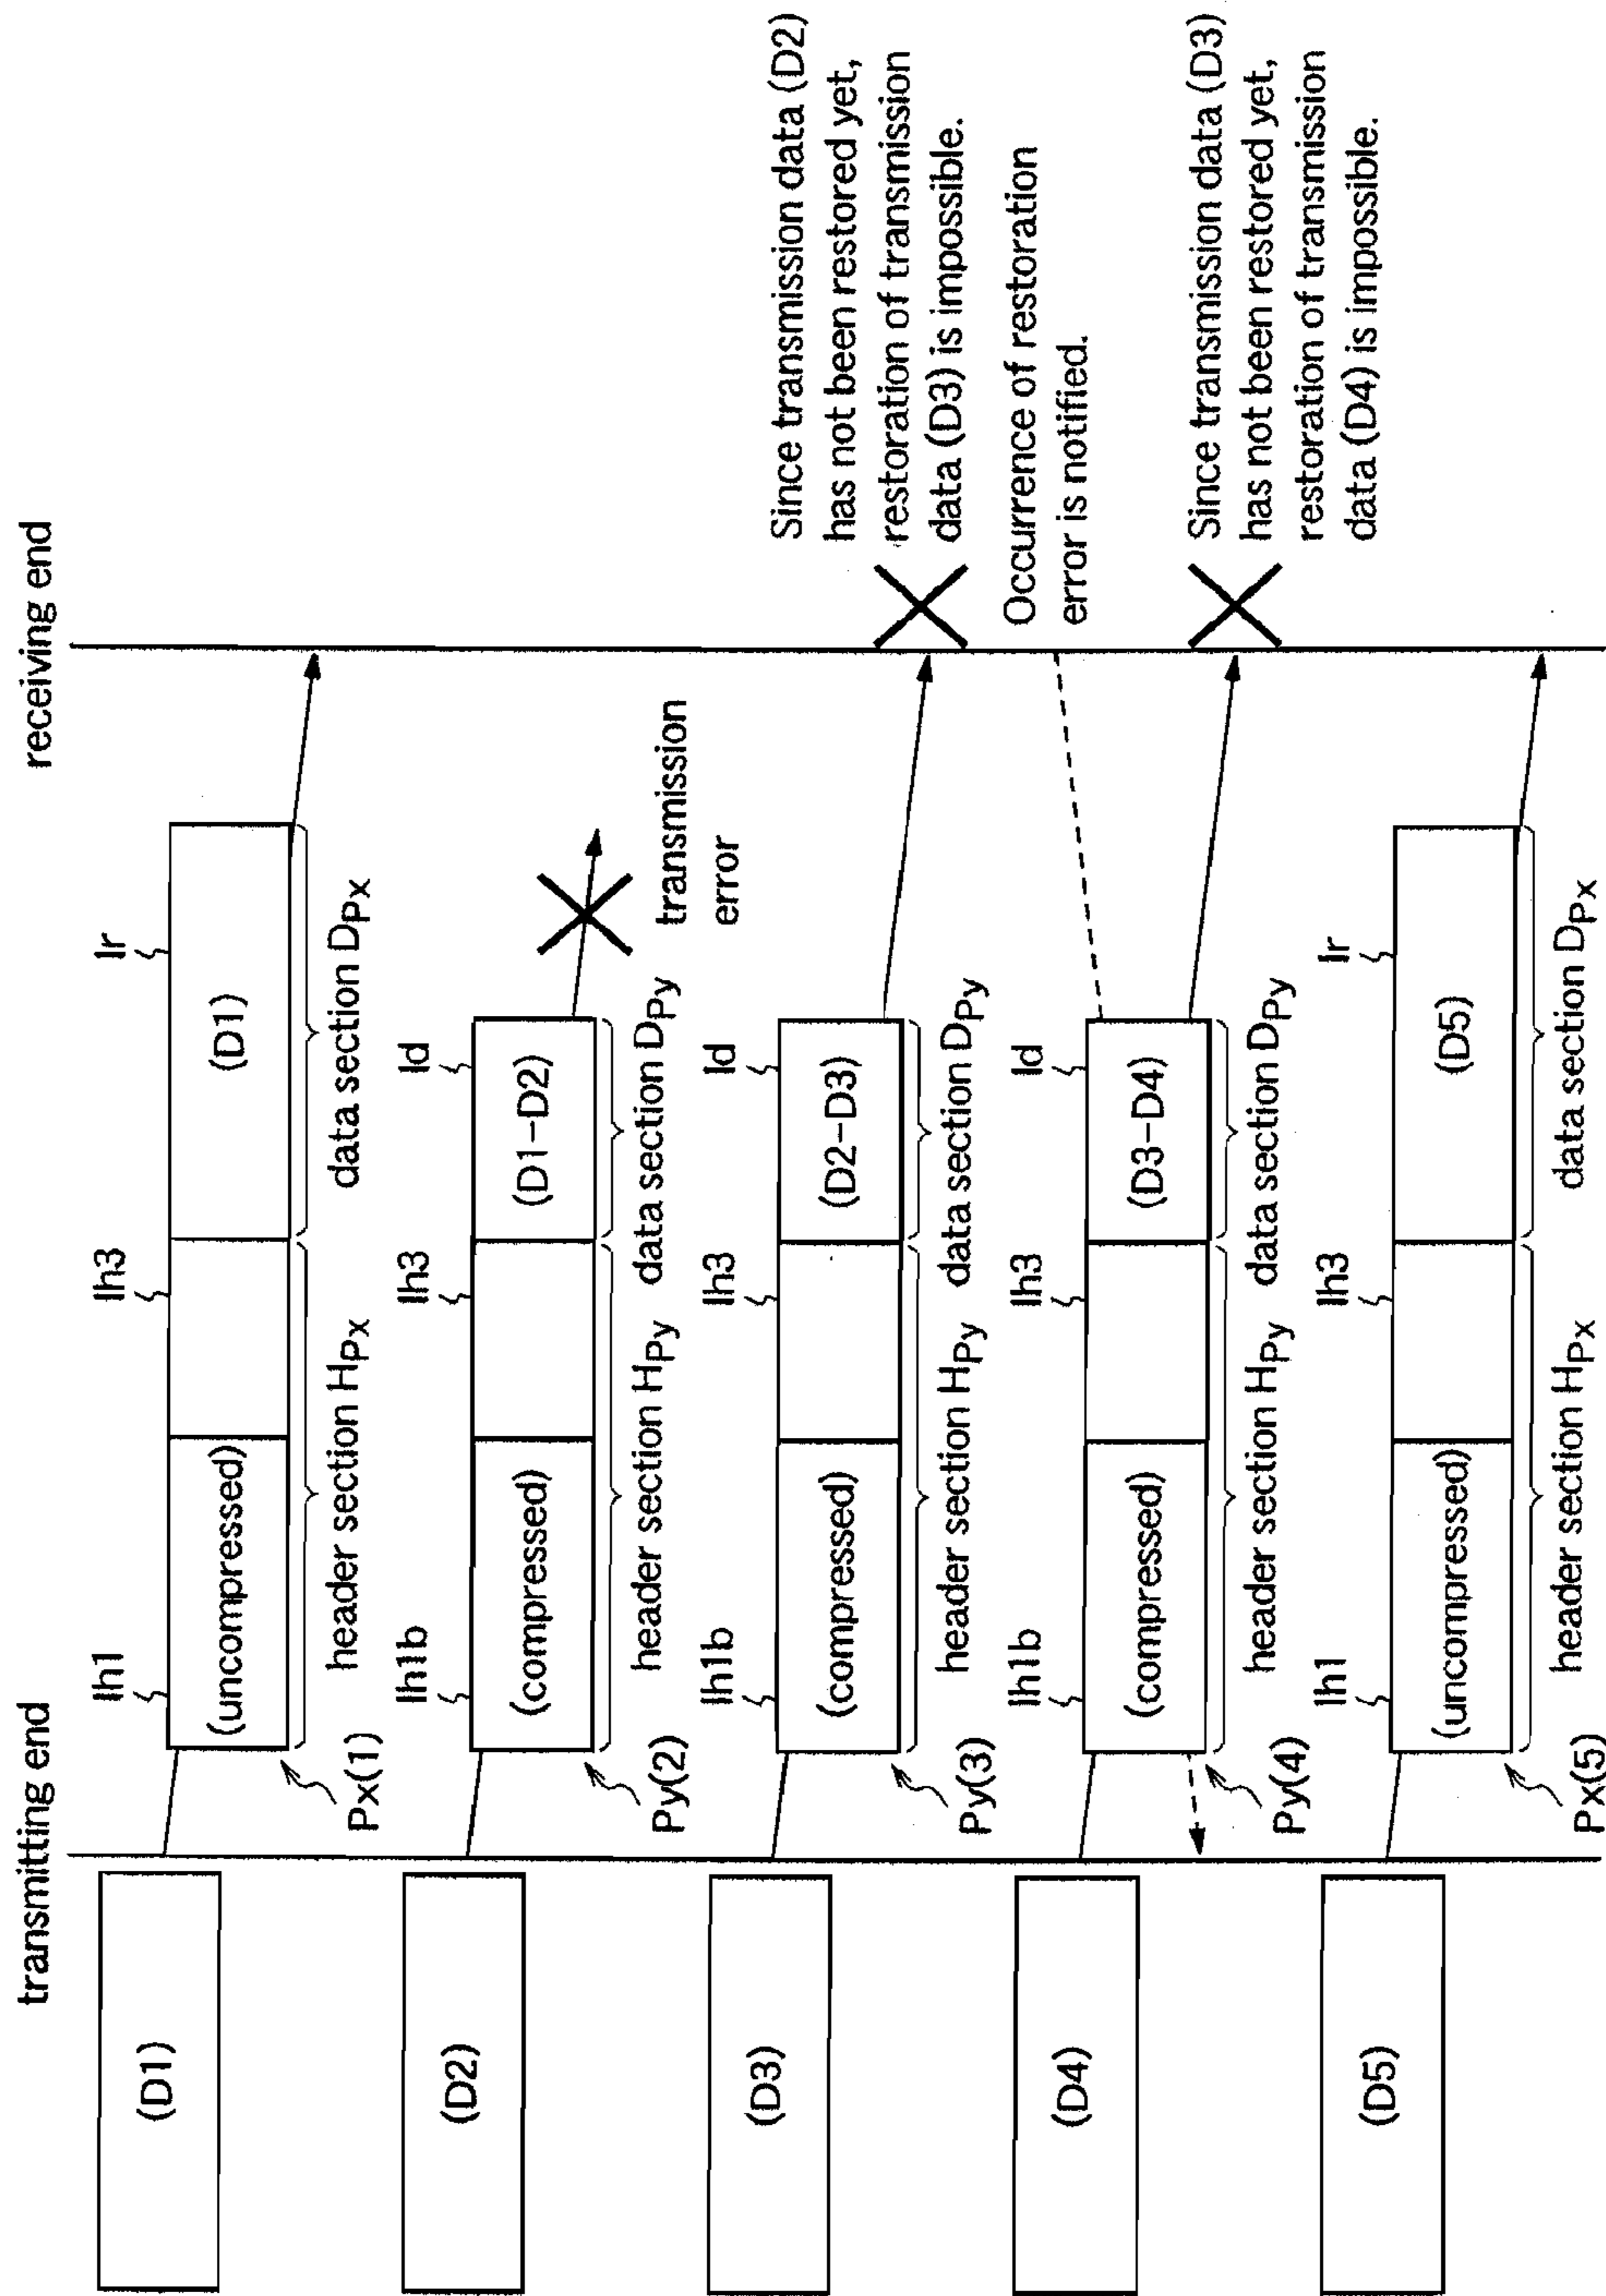 transmitting end
receiving end
(D1)
Ih1
Ih3
Ir
(uncompressed)
(D1)
header section HPx
data section DPx
Px(1)
(D2)
Ih1b
Ih3
Id
(compressed)
(D1-D2)
transmission
error
header section HPy
data section DPy
Py(2)
(D3)
Ih1b
Ih3
Id
(compressed)
(D2-D3)
header section HPy
data section DPy
Py(3)
Since transmission data (D2)
has not been restored yet,
restoration of transmission
data (D3) is impossible.
Occurrence of restoration
error is notified.
(D4)
Ih1b
Ih3
Id
(compressed)
(D3-D4)
header section HPy
data section DPy
Py(4)
Since transmission data (D3)
has not been restored yet,
restoration of transmission
data (D4) is impossible.
(D5)
Ih1
Ih3
Ir
(uncompressed)
(D5)
header section HPx
data section DPx
Px(5)